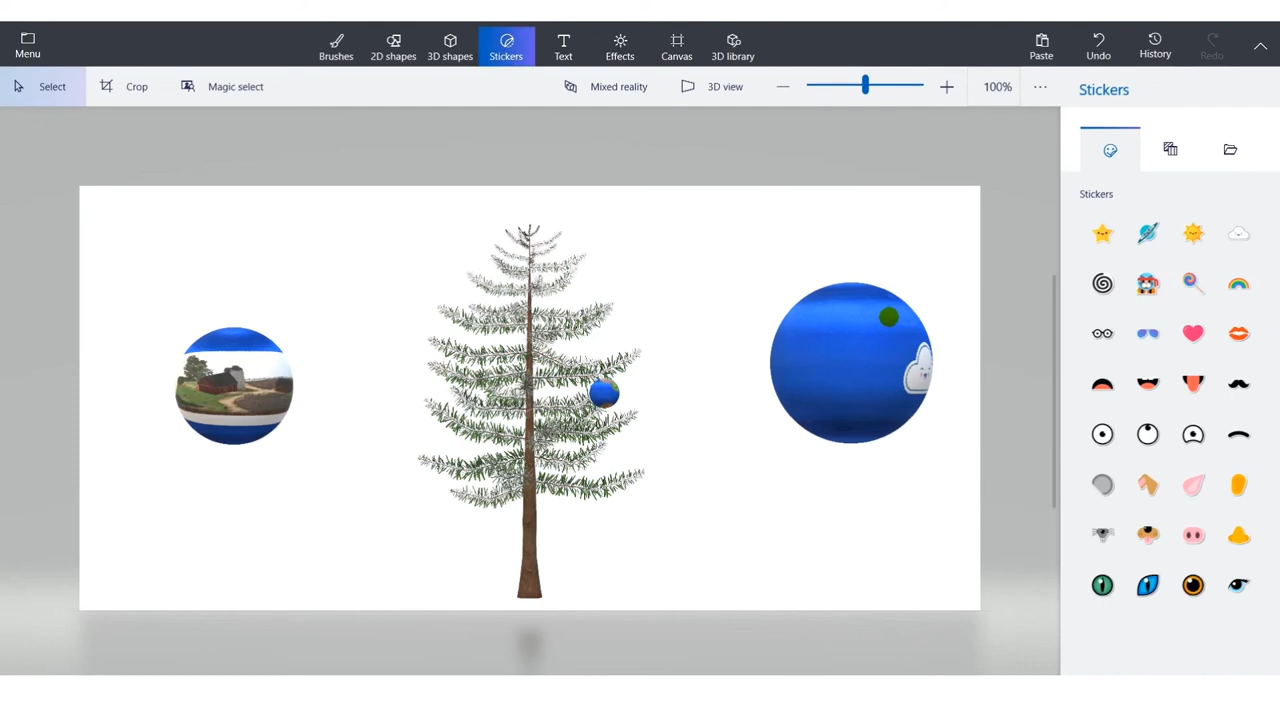 Menu
Brushes 2D shapes 3D shapes Stickers Text Effects Canvas 3D library Paste Undo History Redo
Select Crop Magic select Mixed reality 3D view 100% Stickers
Stickers